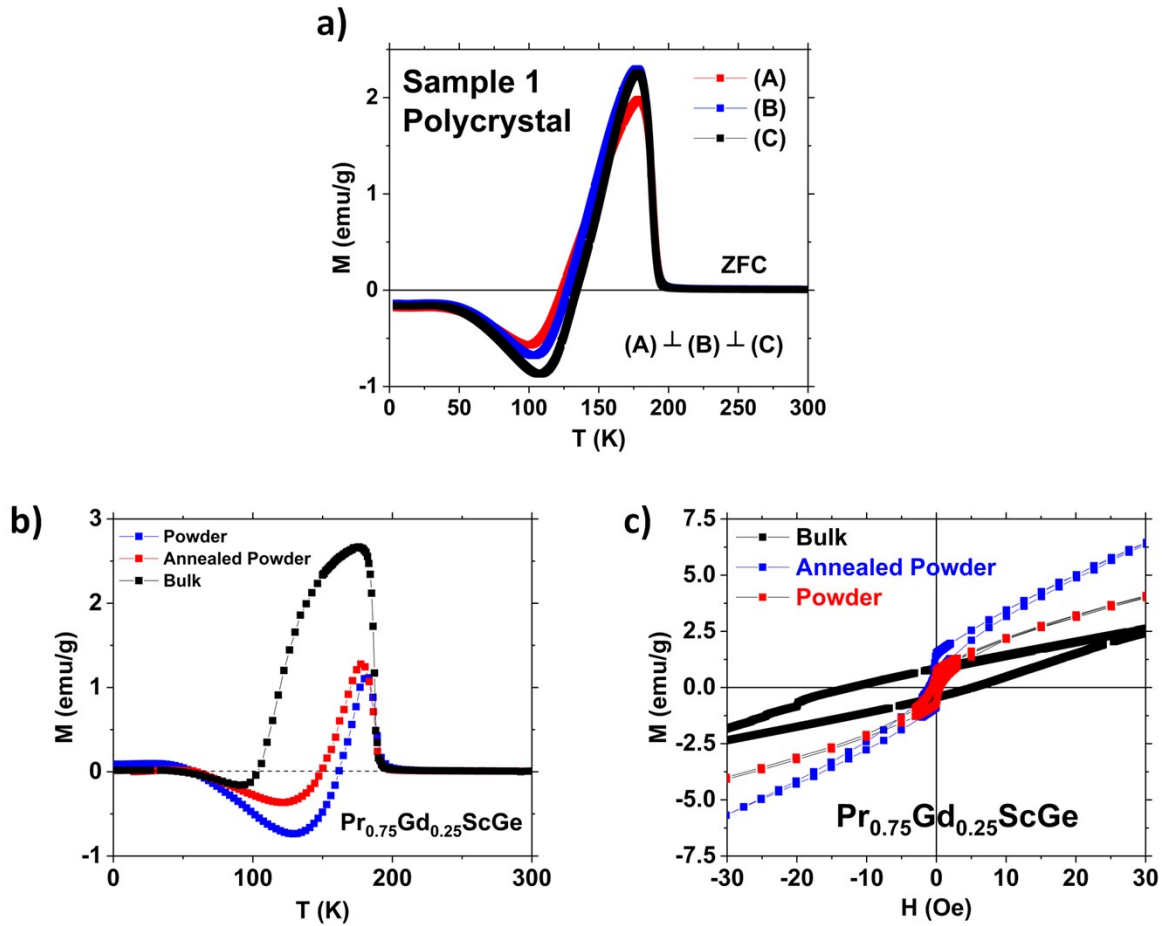 a)
Sample 1
Polycrystal
(A)
(B)
(C)
ZFC
(A) ⊥ (B) ⊥ (C)
M (emu/g)
2
1
0
-1
0 50 100 150 200 250 300
T (K)
b)
Powder
Annealed Powder
Bulk
Pr0.75Gd0.25ScGe
M (emu/g)
3
2
1
0
-1
0 100 200 300
T (K)
c)
Bulk
Annealed Powder
Powder
Pr0.75Gd0.25ScGe
M (emu/g)
7.5
5.0
2.5
0.0
-2.5
-5.0
-7.5
-30 -20 -10 0 10 20 30
H (Oe)